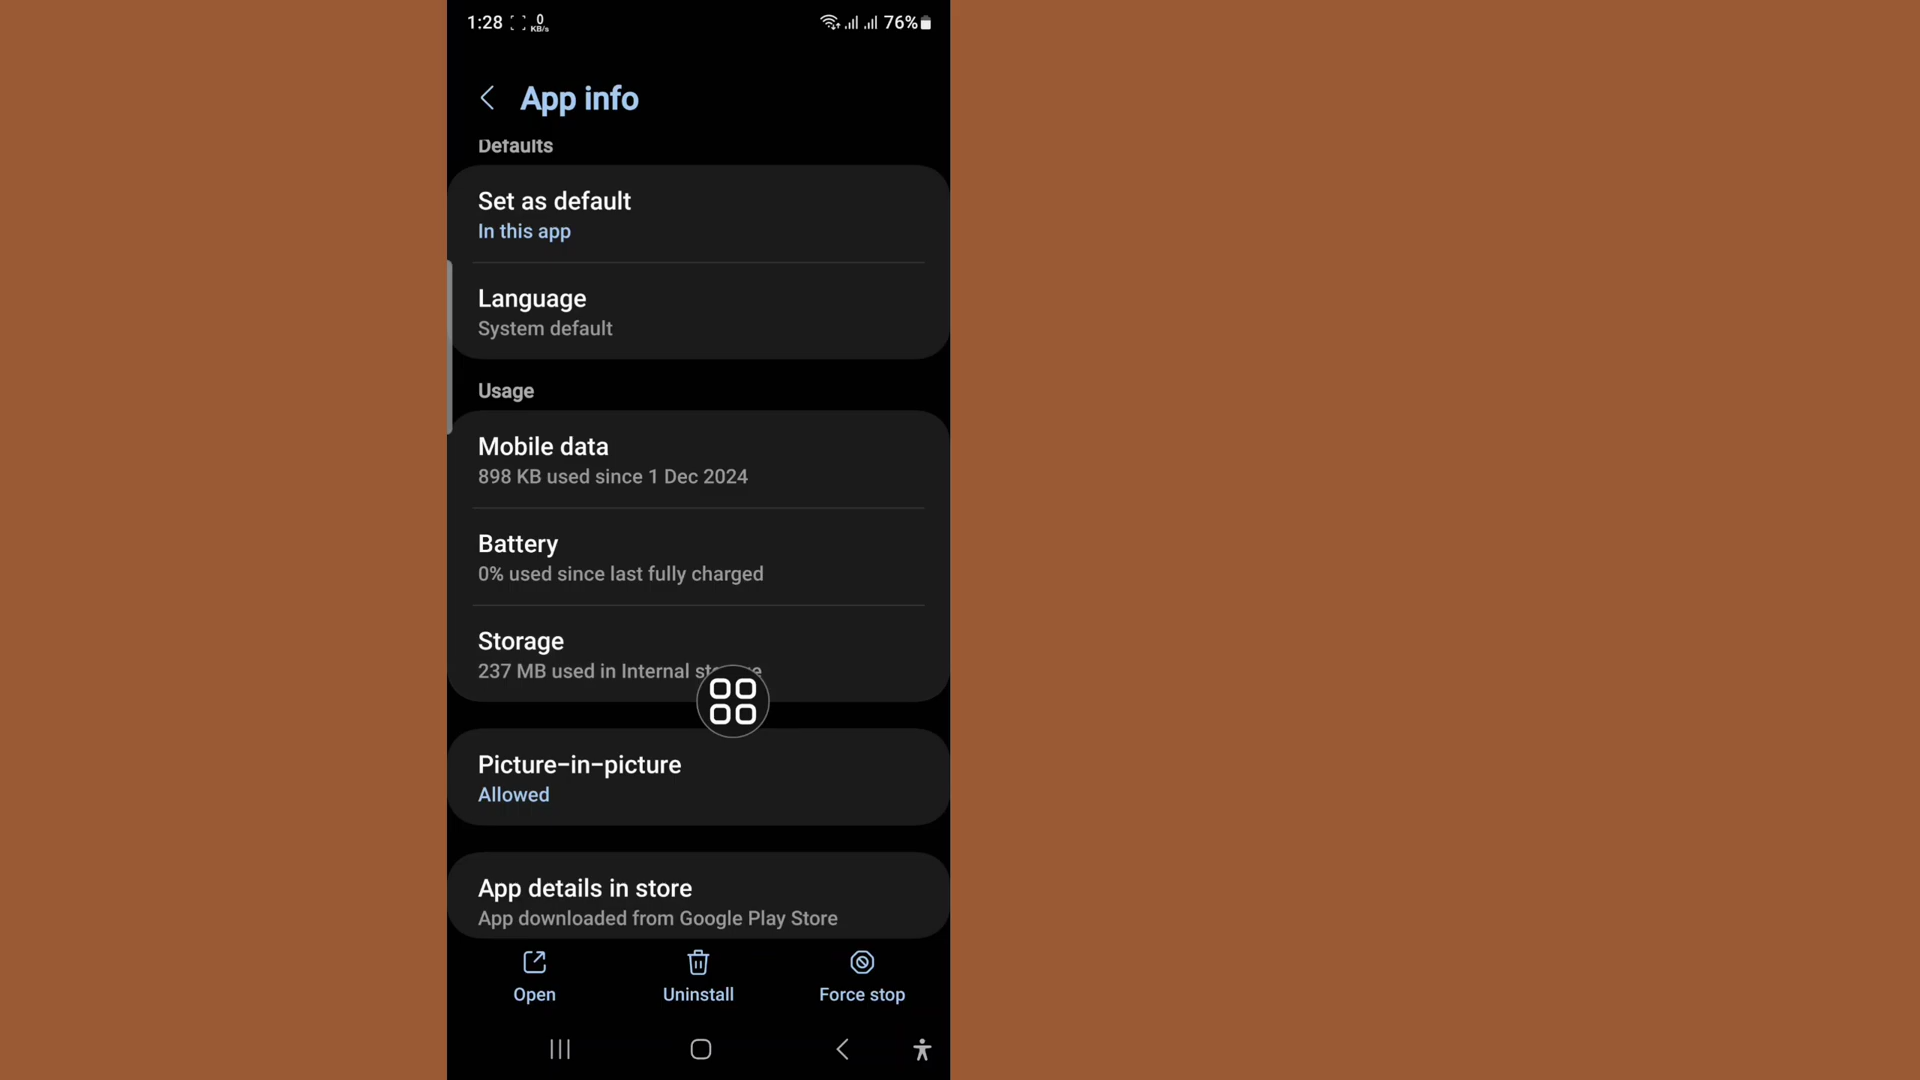 1:28 0 KB/s 76%
App info
Defaults
Set as default
In this app
Language
System default
Usage
Mobile data
898 KB used since 1 Dec 2024
Battery
0% used since last fully charged
Storage
237 MB used in Internal
Picture-in-picture
Allowed
App details in store
App downloaded from Google Play Store
Open Uninstall Force stop